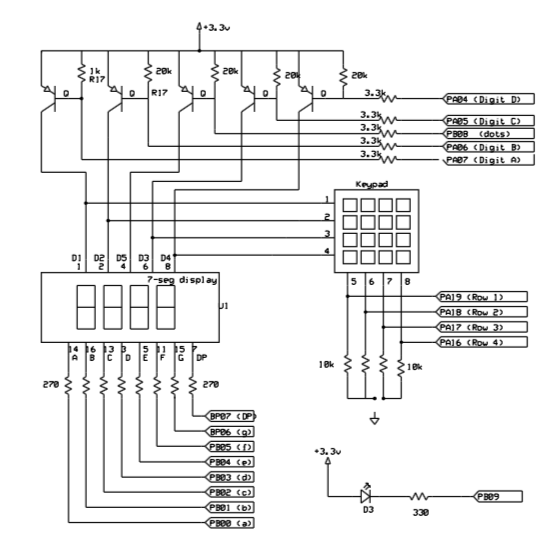 +3.3v
1k
R17
20k
R17
20k
20k
20k
Q
Q
Q
Q
Q
3.3k
PA04 (Digit D)
3.3k
PA05 (Digit C)
3.3k
PB08 (dots)
3.3k
PA06 (Digit B)
3.3k
PA07 (Digit A)
Keypad
1
2
3
4
D1 D2 D5 D3 D4
1 2 4 6 8
7-seg display
U1
5 6 7 8
PA19 (Row 1)
PA18 (Row 2)
PA17 (Row 3)
PA16 (Row 4)
14 16 13 3 5 11 15 7
A B C D E F G DP
10k
10k
270
270
BP07 (DP)
BP06 (g)
PB05 (f)
PB04 (e)
PB03 (d)
PB02 (c)
PB01 (b)
PB00 (a)
+3.3v
D3
330
PB09